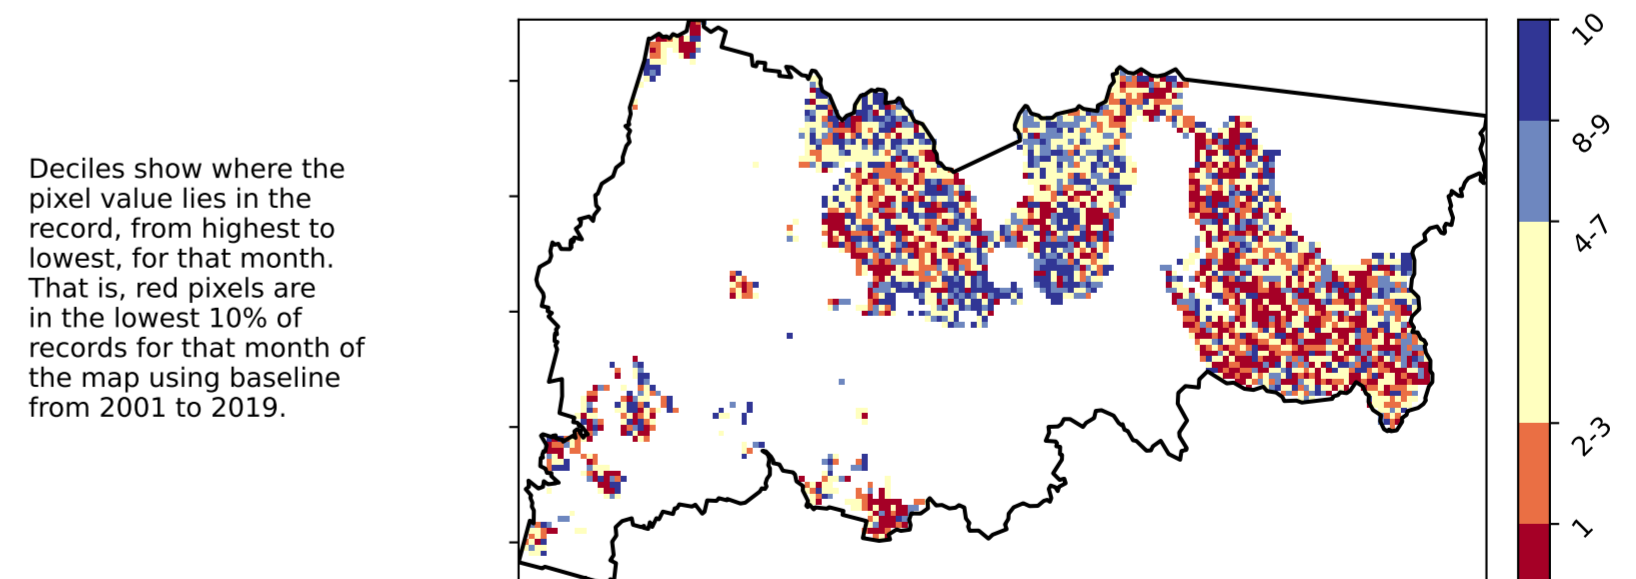 Deciles show where the
pixel value lies in the
record, from highest to
lowest, for that month.
That is, red pixels are
in the lowest 10% of
records for that month of
the map using baseline
from 2001 to 2019.
10
8-9
4-7
2-3
1